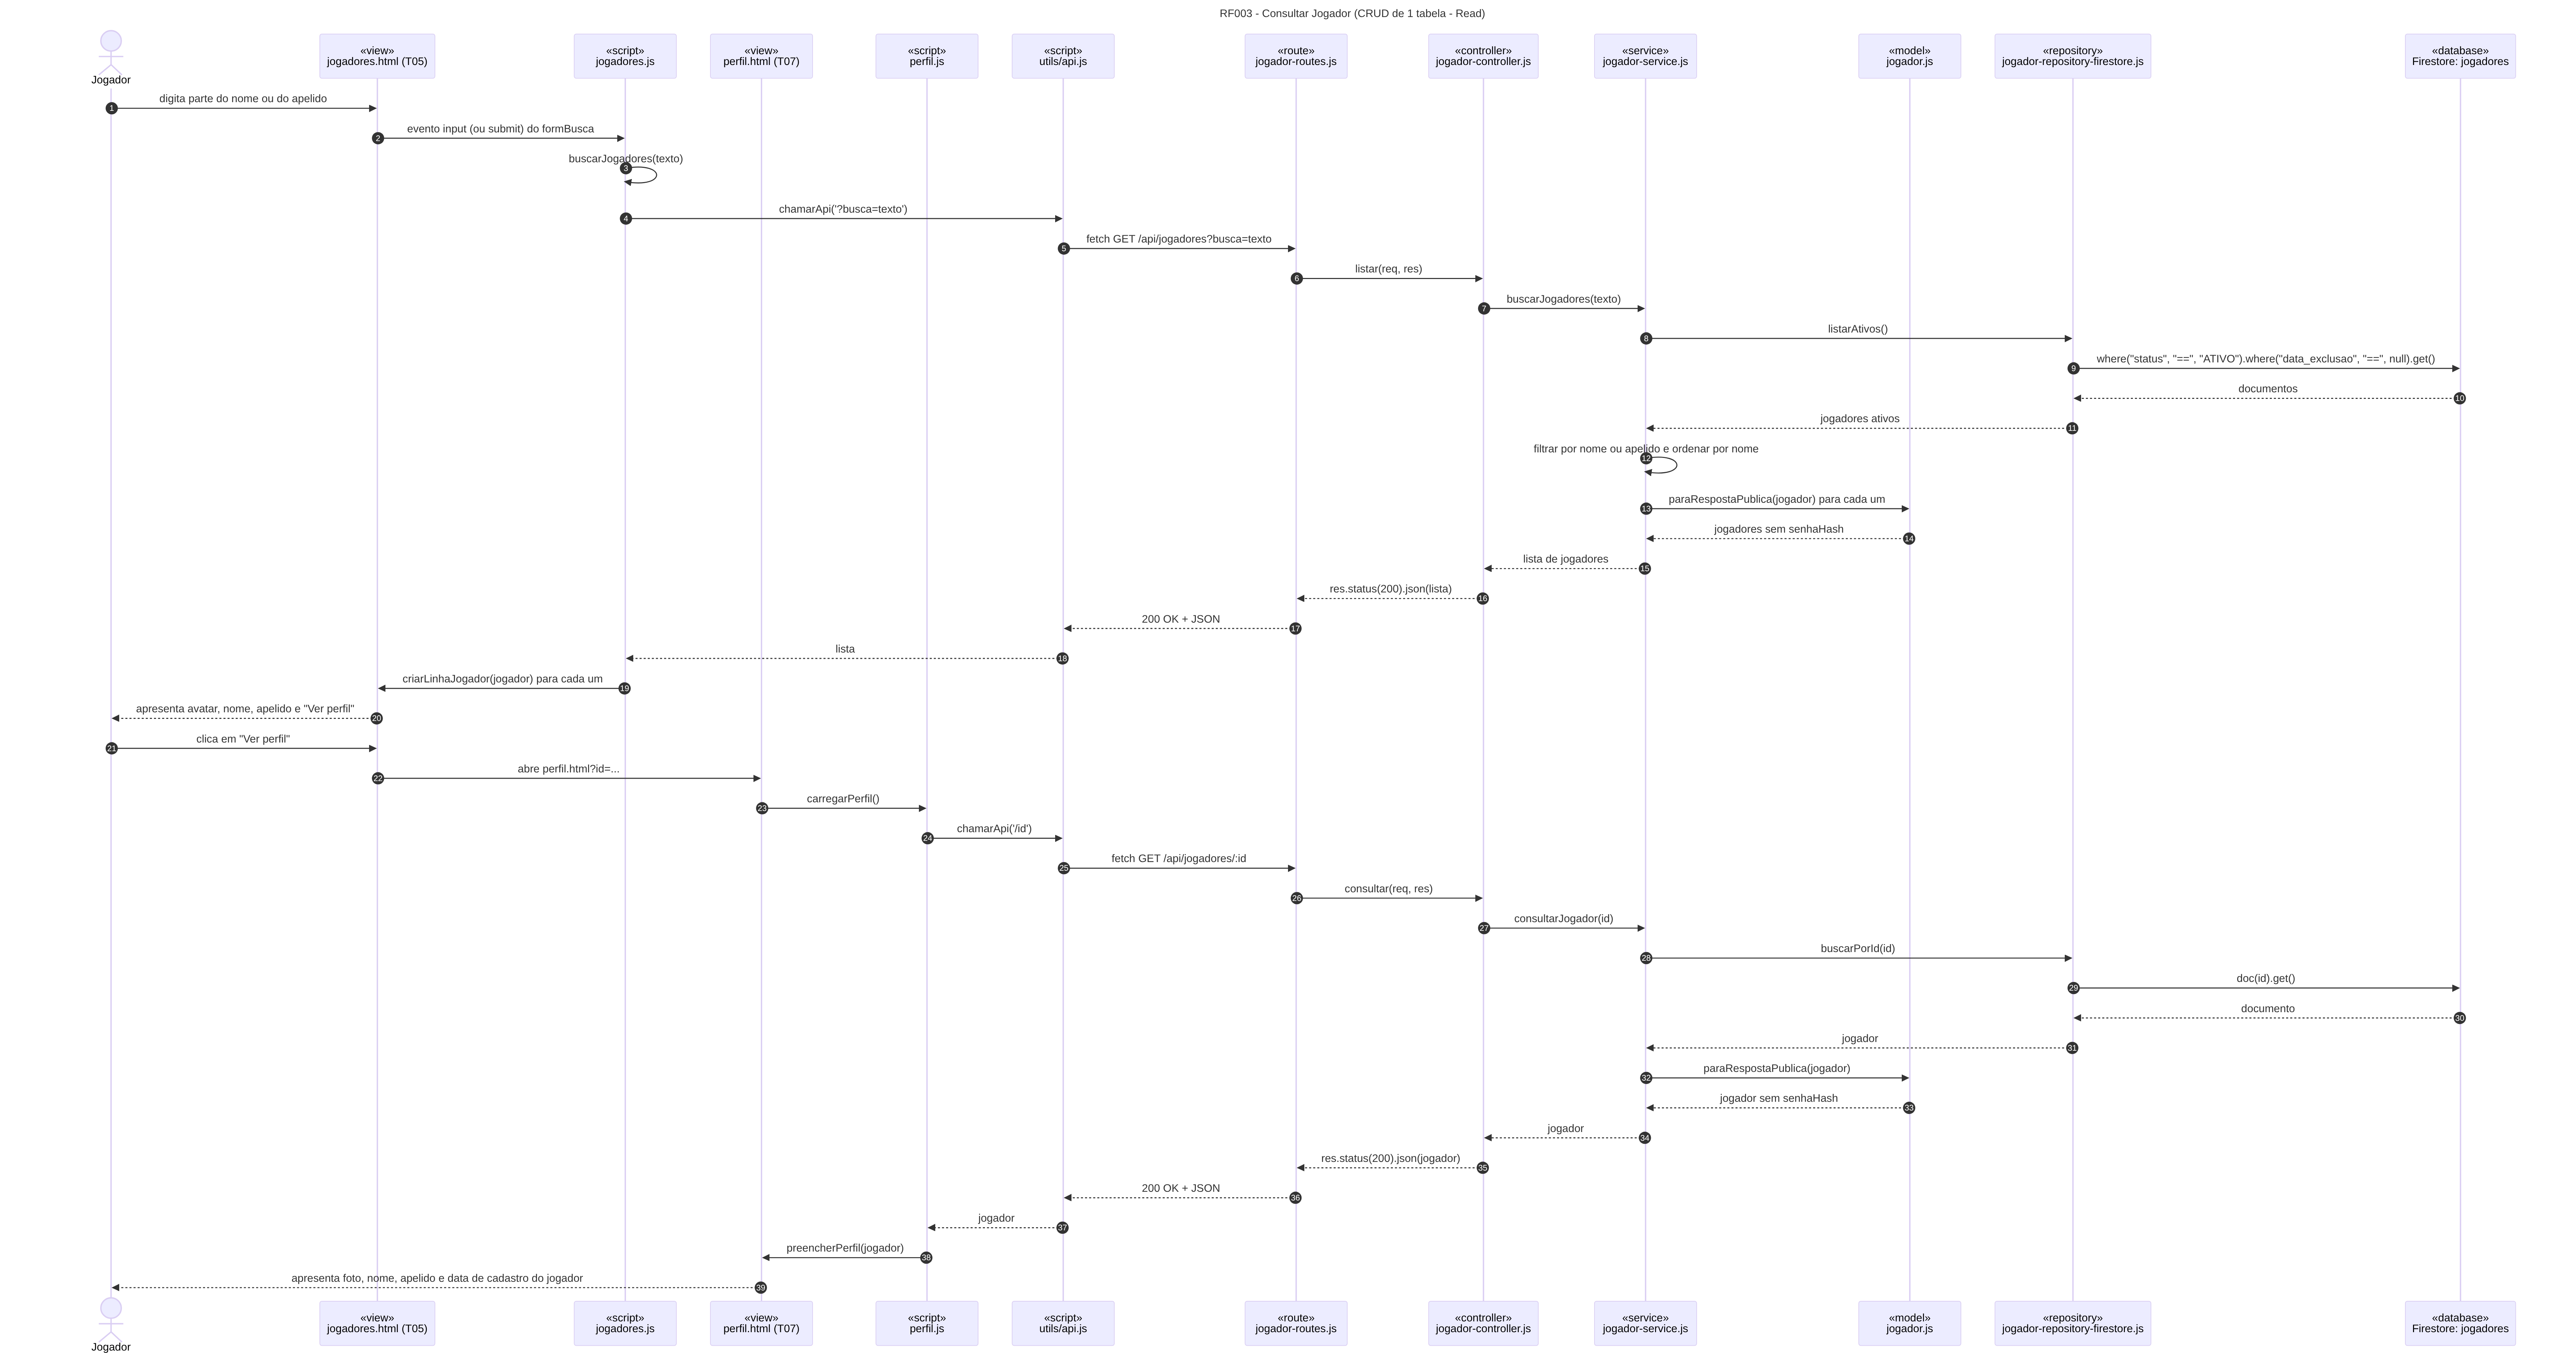 RF003 - Consultar Jogador (CRUD de 1 tabela - Read)
Jogador
«view»
jogadores.html (T05)
«script»
jogadores.js
«view»
perfil.html (T07)
«script»
perfil.js
«script»
utils/api.js
«route»
jogador-routes.js
«controller»
jogador-controller.js
«service»
jogador-service.js
«model»
jogador.js
«repository»
jogador-repository-firestore.js
«database»
Firestore: jogadores
1 digita parte do nome ou do apelido
2 evento input (ou submit) do formBusca
3 buscarJogadores(texto)
4 chamarApi('?busca=texto')
5 fetch GET /api/jogadores?busca=texto
6 listar(req, res)
7 buscarJogadores(texto)
8 listarAtivos()
9 where("status", "==", "ATIVO").where("data_exclusao", "==", null).get()
documentos 10
jogadores ativos 11
12 filtrar por nome ou apelido e ordenar por nome
13 paraRespostaPublica(jogador) para cada um
jogadores sem senhaHash 14
lista de jogadores 15
res.status(200).json(lista) 16
200 OK + JSON 17
lista 18
criarLinhaJogador(jogador) para cada um 19
apresenta avatar, nome, apelido e "Ver perfil" 20
21 clica em "Ver perfil"
22 abre perfil.html?id=...
23 carregarPerfil()
24 chamarApi('/id')
25 fetch GET /api/jogadores/:id
26 consultar(req, res)
27 consultarJogador(id)
28 buscarPorId(id)
29 doc(id).get()
documento 30
jogador 31
32 paraRespostaPublica(jogador)
jogador sem senhaHash 33
jogador 34
res.status(200).json(jogador) 35
200 OK + JSON 36
jogador 37
preencherPerfil(jogador) 38
apresenta foto, nome, apelido e data de cadastro do jogador 39
Jogador
«view»
jogadores.html (T05)
«script»
jogadores.js
«view»
perfil.html (T07)
«script»
perfil.js
«script»
utils/api.js
«route»
jogador-routes.js
«controller»
jogador-controller.js
«service»
jogador-service.js
«model»
jogador.js
«repository»
jogador-repository-firestore.js
«database»
Firestore: jogadores